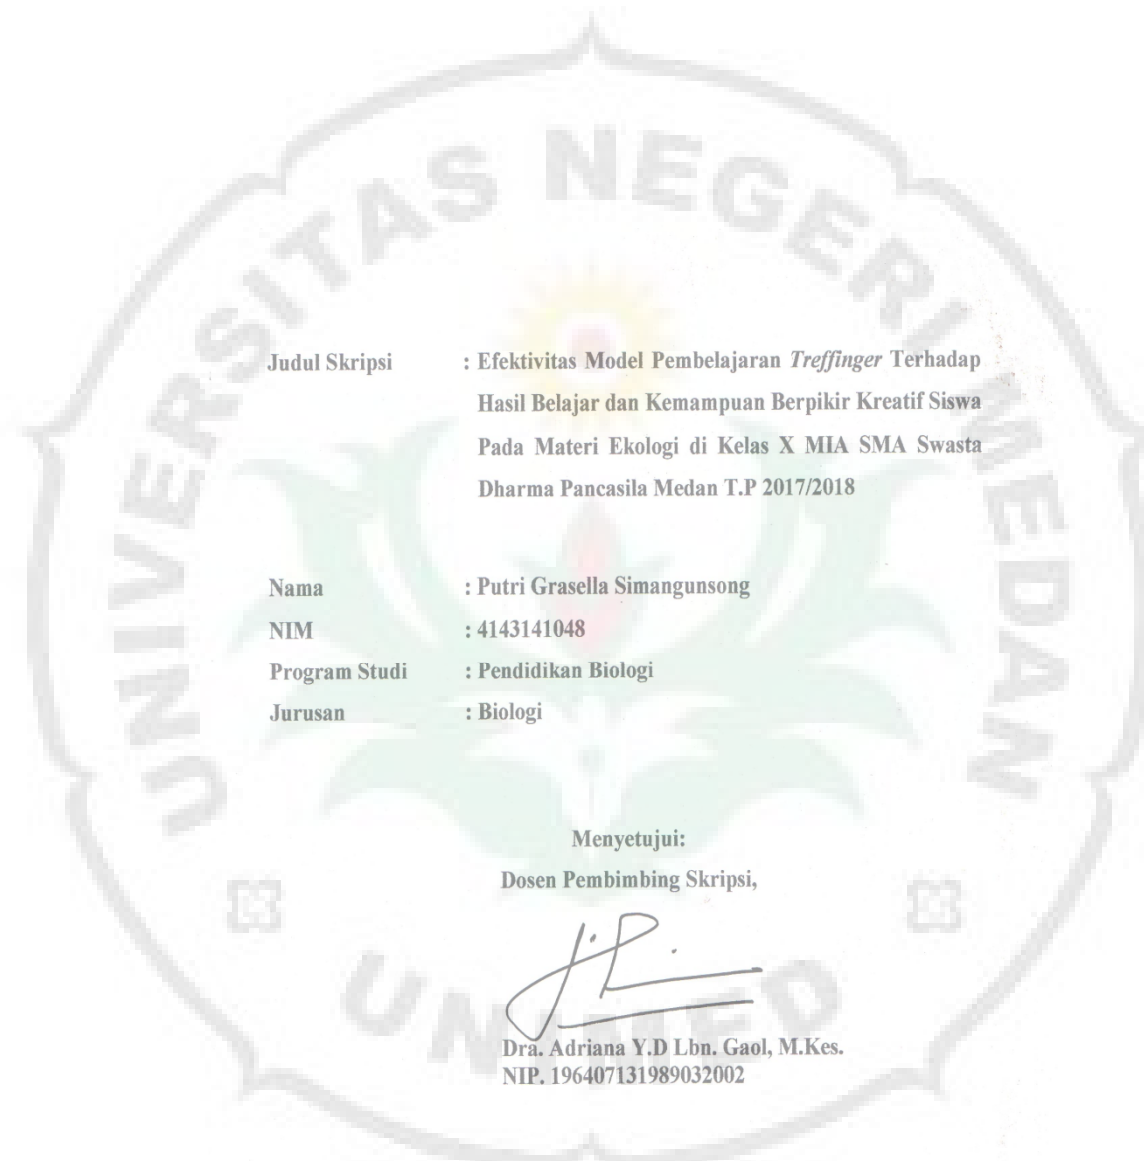 UNIVERSITAS NEGERI MEDAN
Judul Skripsi : Efektivitas Model Pembelajaran Treffinger Terhadap
Hasil Belajar dan Kemampuan Berpikir Kreatif Siswa
Pada Materi Ekologi di Kelas X MIA SMA Swasta
Dharma Pancasila Medan T.P 2017/2018
Nama : Putri Grasella Simangunsong
NIM : 4143141048
Program Studi : Pendidikan Biologi
Jurusan : Biologi
Menyetujui:
Dosen Pembimbing Skripsi,
Dra. Adriana Y.D Lbn. Gaol, M.Kes.
NIP. 196407131989032002
UNIMED